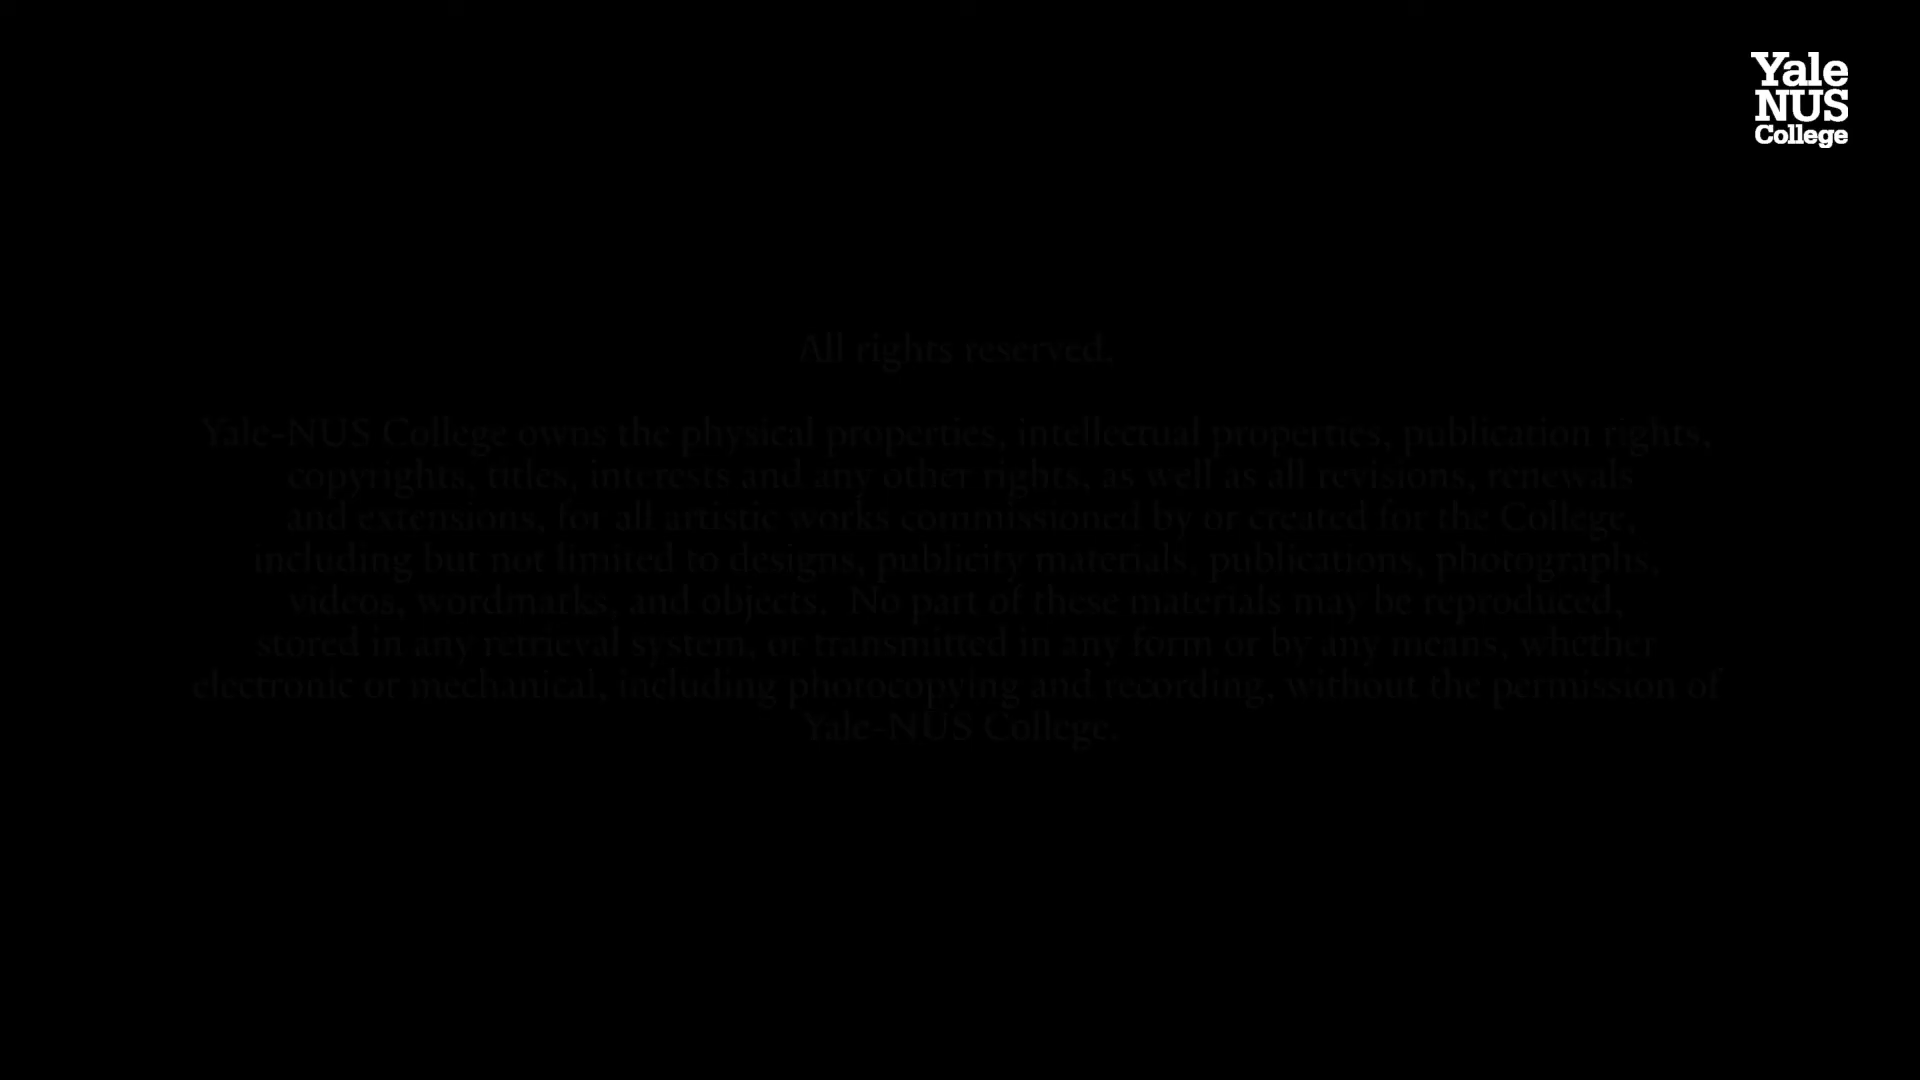 Yale
NUS
College
All rights reserved.
Yale-NUS College owns the physical properties, intellectual properties, publication rights,
copyrights, titles, interests and any other rights, as well as all revisions, renewals
and extensions, for all artistic works commissioned by or created for the College,
including but not limited to designs, publicity materials, publications, photographs,
videos, wordmarks, and objects. No part of these materials may be reproduced,
stored in any retrieval system, or transmitted in any form or by any means, whether
electronic or mechanical, including photocopying and recording, without the permission of
Yale-NUS College.